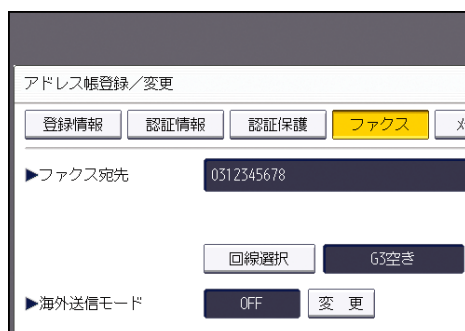 アドレス帳登録／変更
登録情報 認証情報 認証保護 ファクス
▶ファクス宛先 0312345678
回線選択 G3空き
▶海外送信モード OFF 変 更